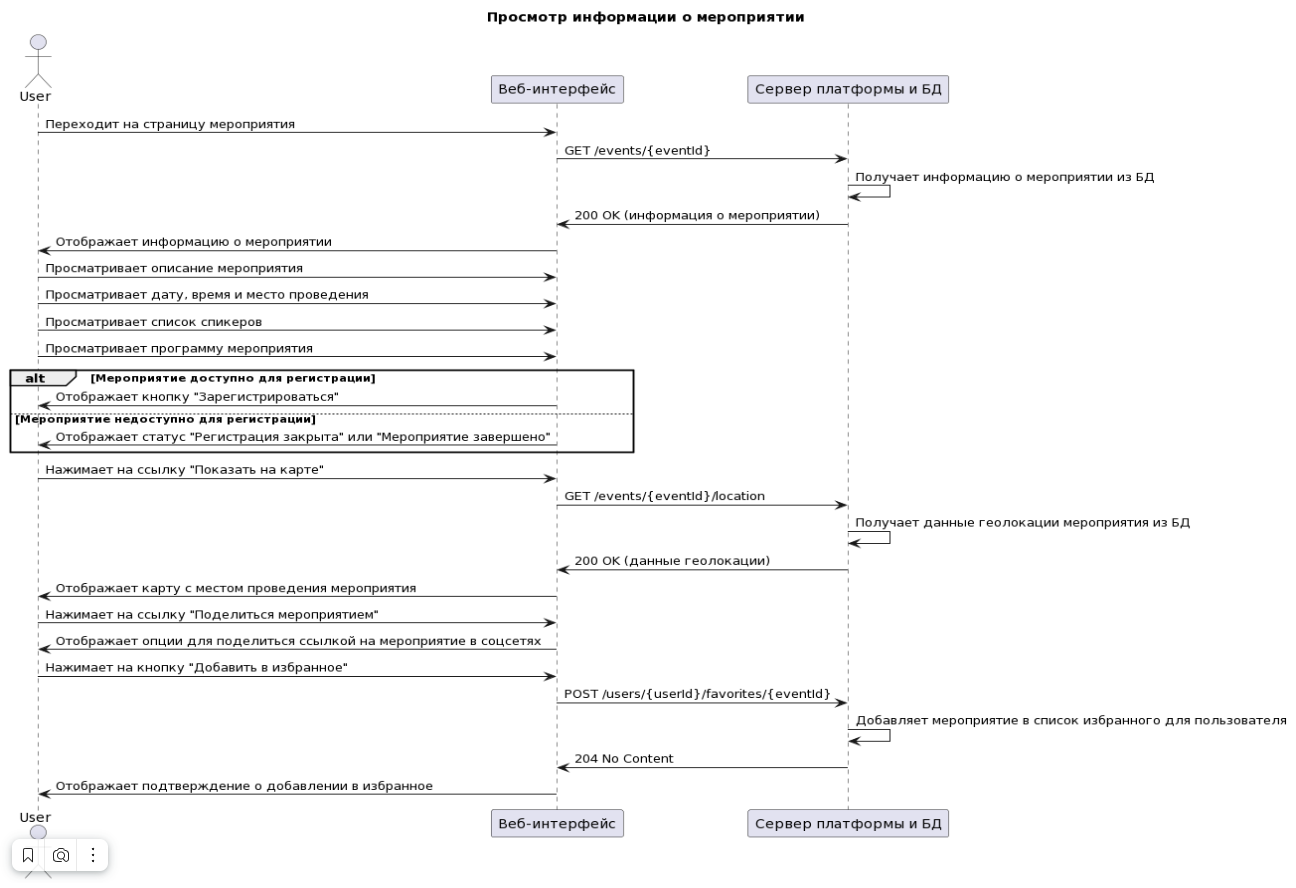 Просмотр информации о мероприятии
User
Веб-интерфейс
Сервер платформы и БД
Переходит на страницу мероприятия
GET /events/{eventId}
Получает информацию о мероприятии из БД
200 OK (информация о мероприятии)
Отображает информацию о мероприятии
Просматривает описание мероприятия
Просматривает дату, время и место проведения
Просматривает список спикеров
Просматривает программу мероприятия
alt
[Мероприятие доступно для регистрации]
Отображает кнопку "Зарегистрироваться"
[Мероприятие недоступно для регистрации]
Отображает статус "Регистрация закрыта" или "Мероприятие завершено"
Нажимает на ссылку "Показать на карте"
GET /events/{eventId}/location
Получает данные геолокации мероприятия из БД
200 OK (данные геолокации)
Отображает карту с местом проведения мероприятия
Нажимает на ссылку "Поделиться мероприятием"
Отображает опции для поделиться ссылкой на мероприятие в соцсетях
Нажимает на кнопку "Добавить в избранное"
POST /users/{userId}/favorites/{eventId}
Добавляет мероприятие в список избранного для пользователя
204 No Content
Отображает подтверждение о добавлении в избранное
User
Веб-интерфейс
Сервер платформы и БД